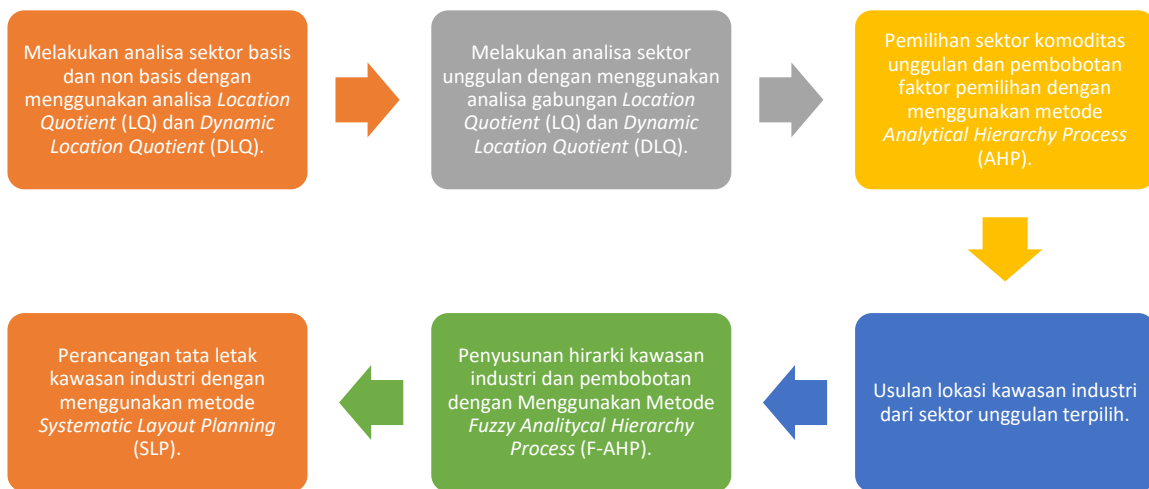 Melakukan analisa sektor basis
dan non basis dengan
menggunakan analisa Location
Quotient (LQ) dan Dynamic
Location Quotient (DLQ).
Melakukan analisa sektor
unggulan dengan menggunakan
analisa gabungan Location
Quotient (LQ) dan Dynamic
Location Quotient (DLQ).
Pemilihan sektor komoditas
unggulan dan pembobotan
faktor pemilihan dengan
menggunakan metode
Analytical Hierarchy Process
(AHP).
Usulan lokasi kawasan industri
dari sektor unggulan terpilih.
Penyusunan hirarki kawasan
industri dan pembobotan
dengan Menggunakan Metode
Fuzzy Analitycal Hierarchy
Process (F-AHP).
Perancangan tata letak
kawasan industri dengan
menggunakan metode
Systematic Layout Planning
(SLP).